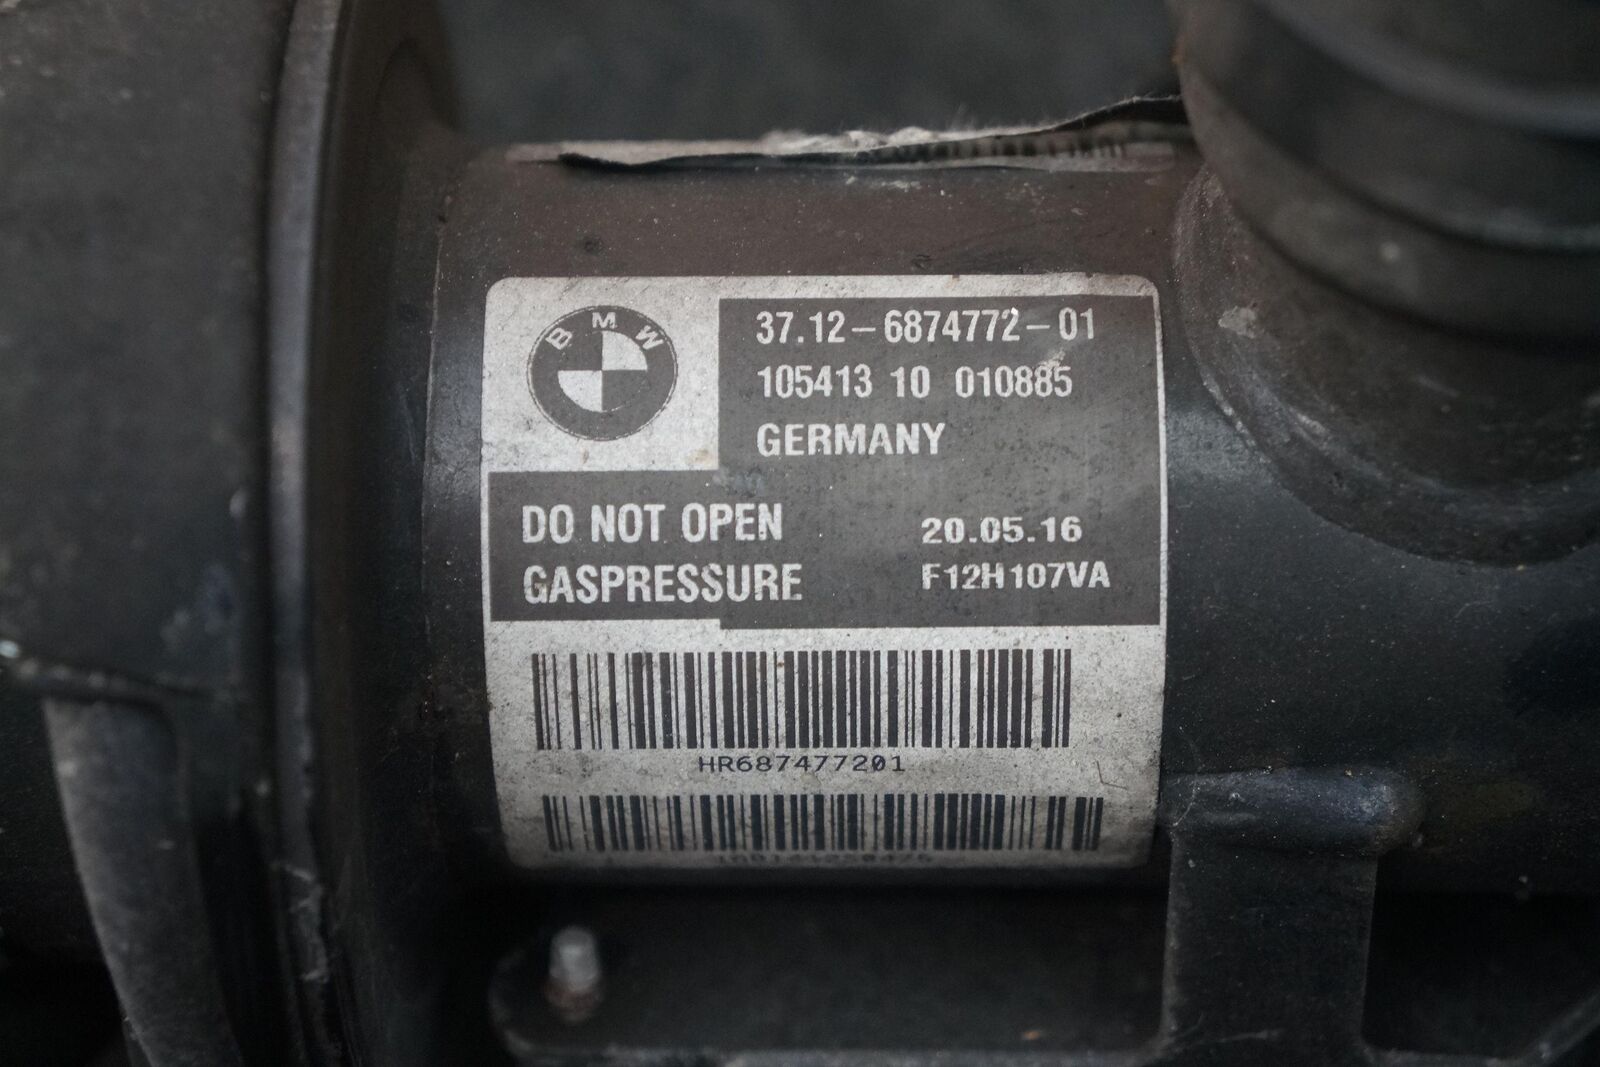 BMW
37.12-6874772-01
105413 10 010885
GERMANY
DO NOT OPEN
20.05.16
GASPRESSURE
F12H107VA
HR687477201